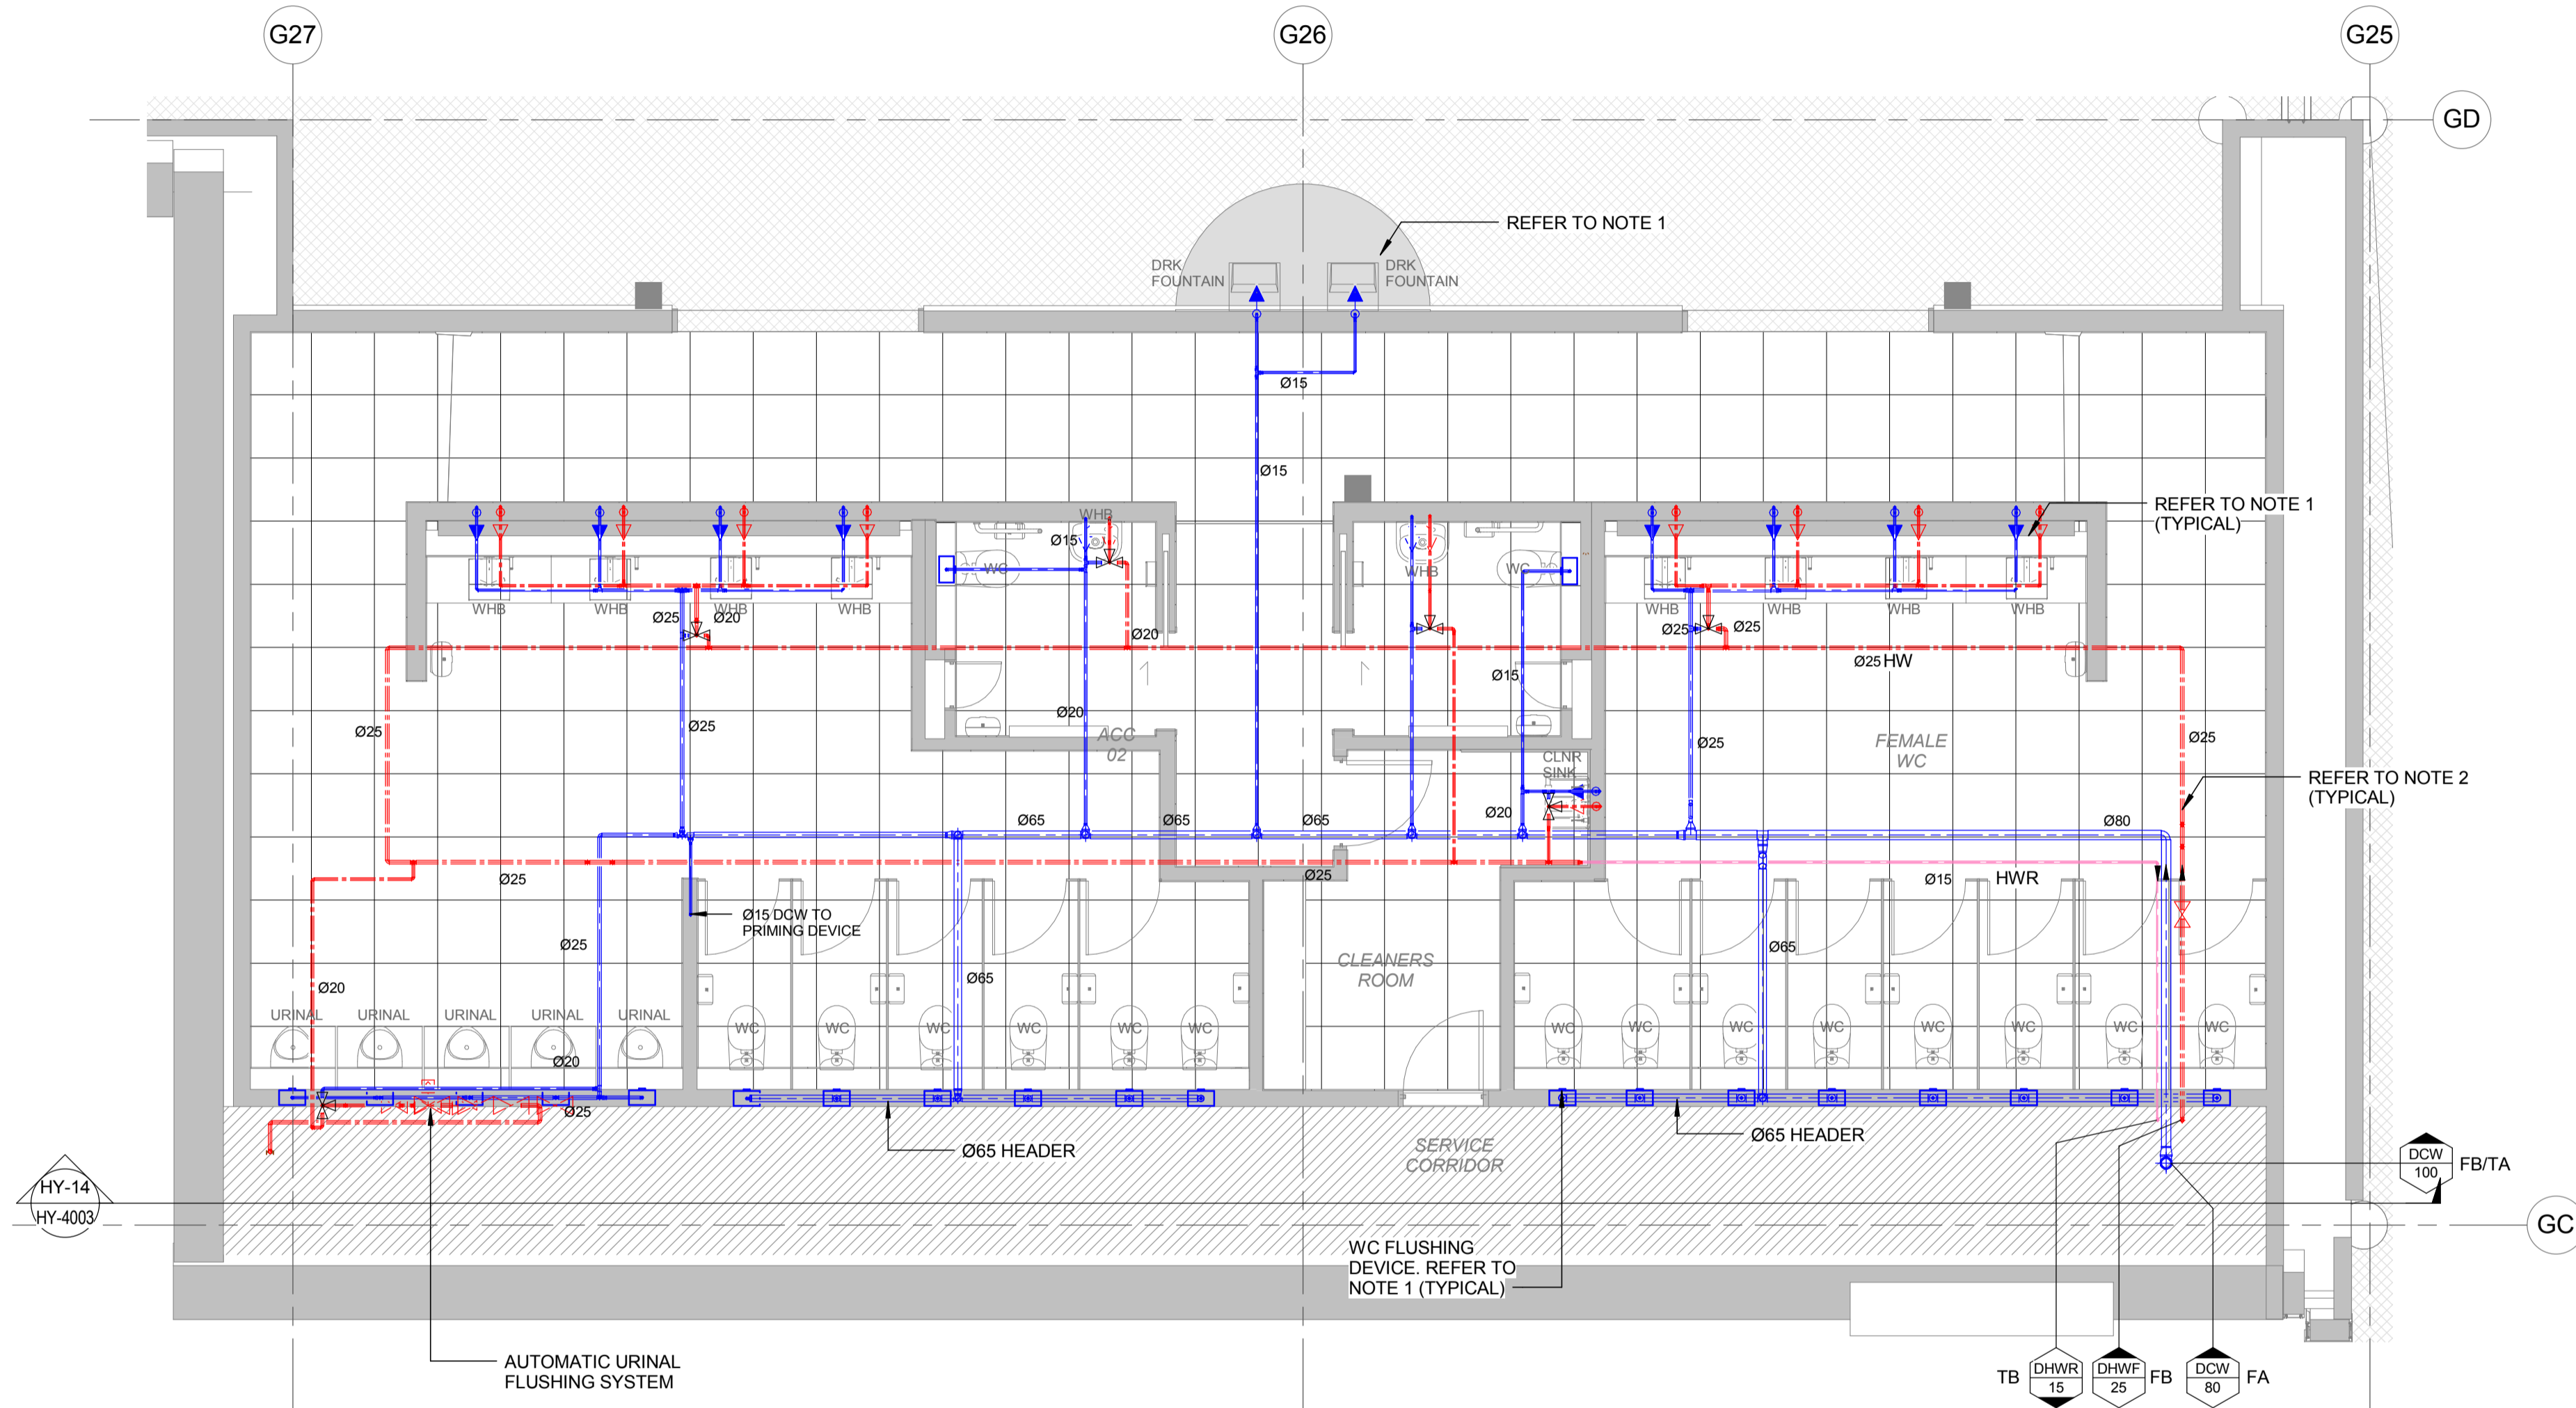 G27
G26
G25
GD
REFER TO NOTE 1
DRK
FOUNTAIN
DRK
FOUNTAIN
Ø15
Ø15
REFER TO NOTE 1
(TYPICAL)
WHB
Ø15
WC
WHB
WC
WHB
WHB
WHB
WHB
WHB
WHB
WHB
WHB
Ø25
Ø20
Ø20
Ø25
Ø25
Ø25 HW
Ø15
Ø25
Ø25
Ø20
ACC
02
Ø25
FEMALE
WC
Ø25
CLNR
SINK
REFER TO NOTE 2
(TYPICAL)
Ø65
Ø65
Ø65
Ø20
Ø80
Ø25
Ø25
Ø15
HWR
Ø15 DCW TO
PRIMING DEVICE
Ø25
Ø65
Ø65
CLEANERS
ROOM
Ø20
URINAL
URINAL
URINAL
URINAL
URINAL
WC
WC
WC
WC
WC
WC
WC
WC
WC
WC
WC
WC
WC
WC
Ø20
Ø25
Ø65 HEADER
SERVICE
CORRIDOR
Ø65 HEADER
DCW
100
FB/TA
HY-14
HY-4003
GC
WC FLUSHING
DEVICE. REFER TO
NOTE 1 (TYPICAL)
AUTOMATIC URINAL
FLUSHING SYSTEM
TB
DHWR
15
DHWF
25
FB
DCW
80
FA